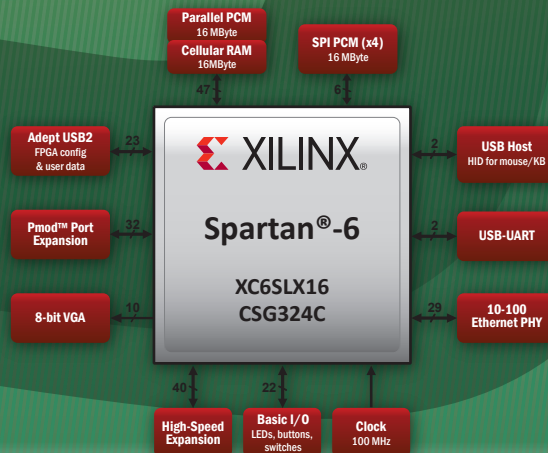 Parallel PCM
16 MByte
Cellular RAM
16MByte
47
SPI PCM (x4)
16 MByte
6
Adept USB2
FPGA config
& user data
23
Pmod™ Port
Expansion
32
8-bit VGA
10
XILINX®
Spartan®-6
XC6SLX16
CSG324C
2
USB Host
HID for mouse/KB
2
USB-UART
29
10-100
Ethernet PHY
40
High-Speed
Expansion
22
Basic I/O
LEDs, buttons,
switches
Clock
100 MHz